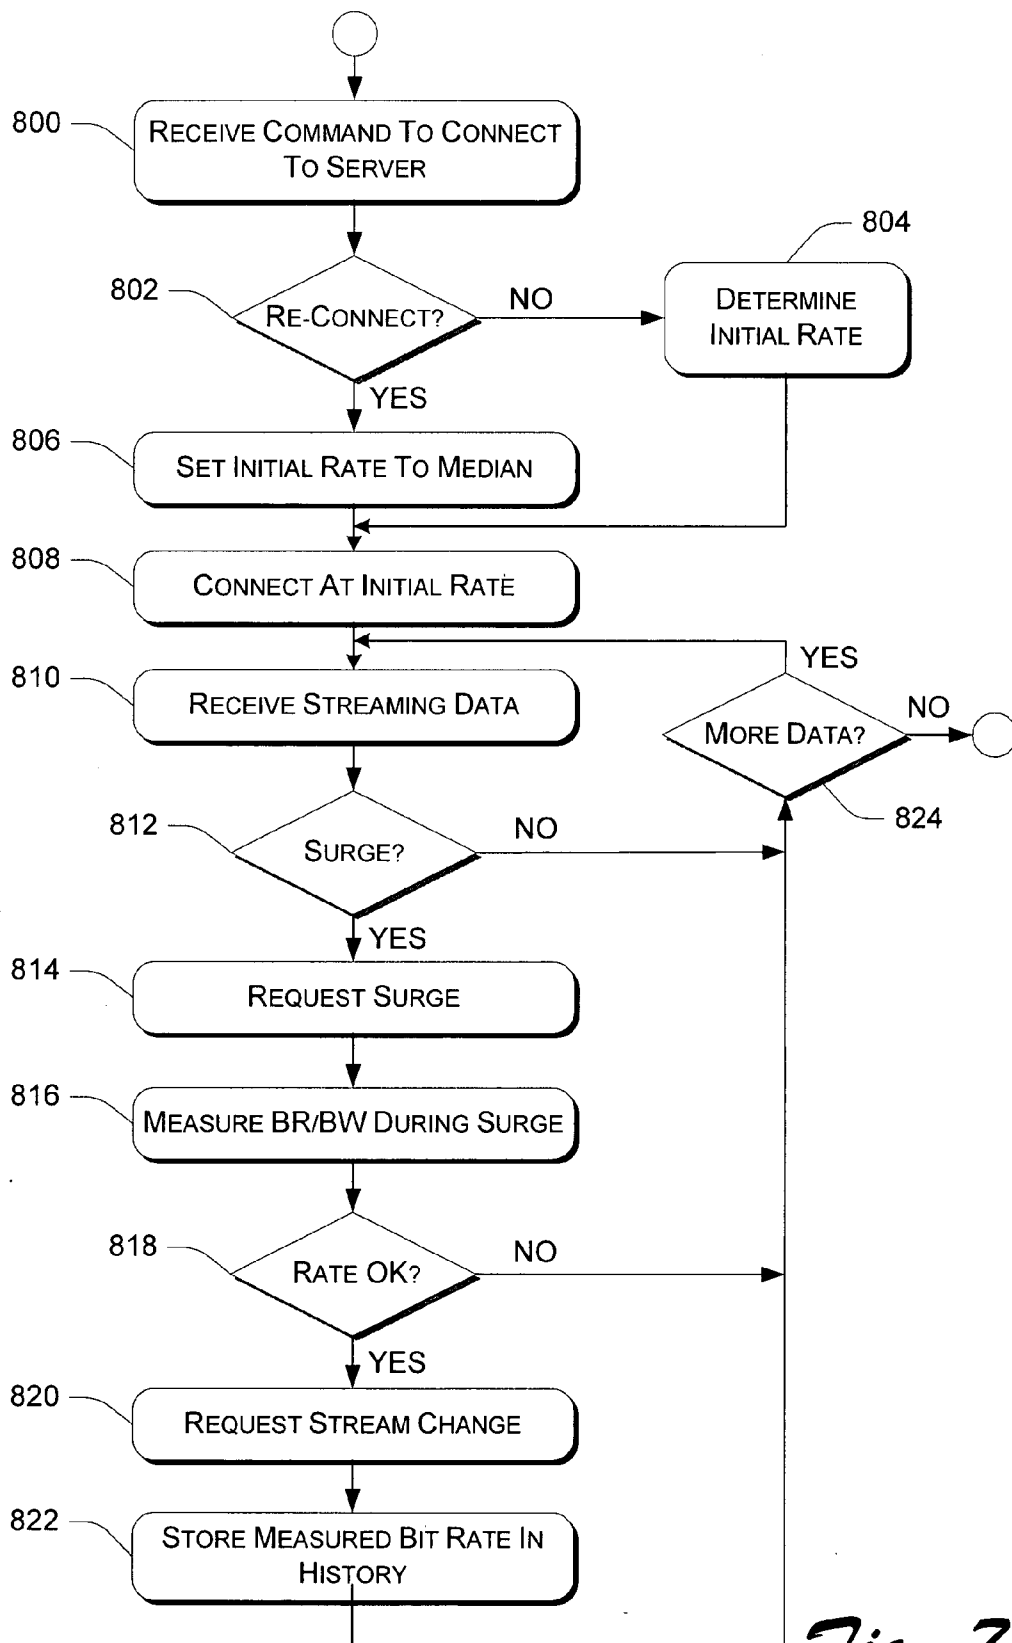 800
RECEIVE COMMAND TO CONNECT
TO SERVER
802
RE-CONNECT?
NO
804
DETERMINE
INITIAL RATE
YES
806
SET INITIAL RATE TO MEDIAN
808
CONNECT AT INITIAL RATE
810
RECEIVE STREAMING DATA
YES
MORE DATA?
NO
824
812
SURGE?
NO
YES
814
REQUEST SURGE
816
MEASURE BR/BW DURING SURGE
818
RATE OK?
NO
YES
820
REQUEST STREAM CHANGE
822
STORE MEASURED BIT RATE IN
HISTORY
Fig. 7